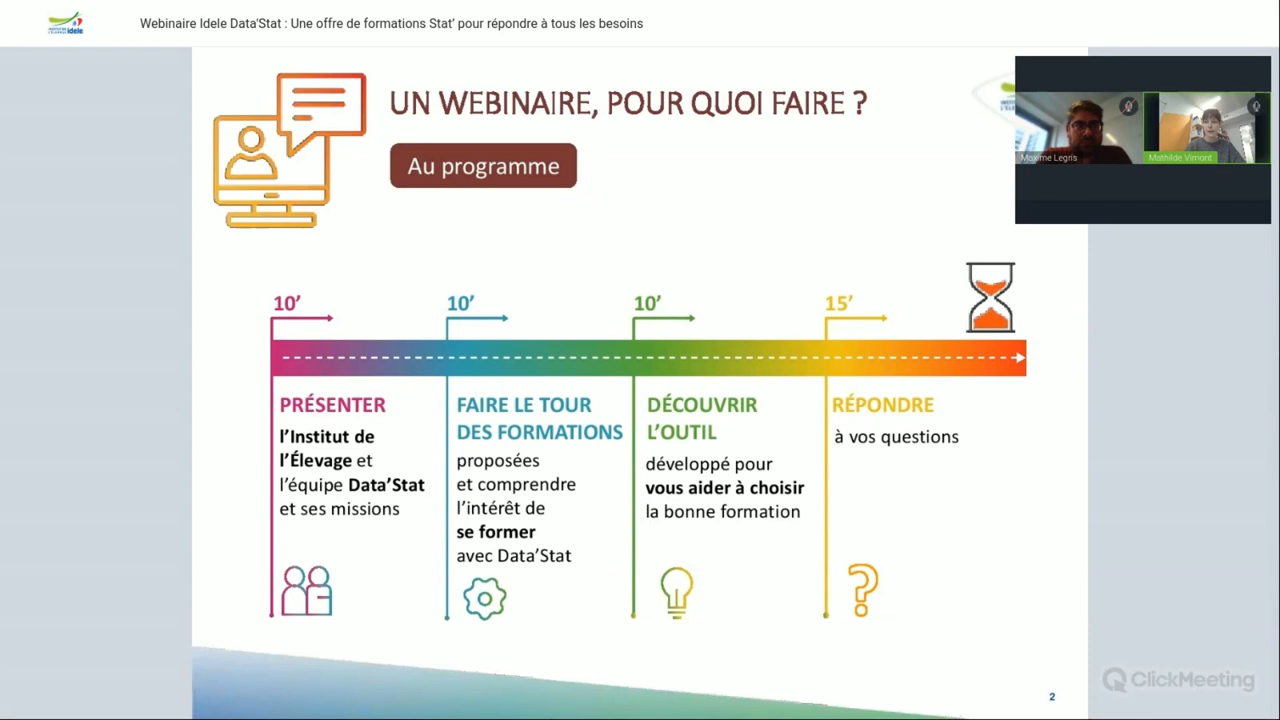 Webinaire Idele Data'Stat : Une offre de formations Stat’ pour répondre à tous les besoins
idele
UN WEBINAIRE, POUR QUOI FAIRE ?
Au programme
Maxime Legris
Mathilde Vimont
10’
10’
10’
15’
PRÉSENTER
l’Institut de
l’Élevage et
l’équipe Data’Stat
et ses missions
FAIRE LE TOUR
DES FORMATIONS
proposées
et comprendre
l’intérêt de
se former
avec Data’Stat
DÉCOUVRIR
L’OUTIL
développé pour
vous aider à choisir
la bonne formation
RÉPONDRE
à vos questions
ClickMeeting
2